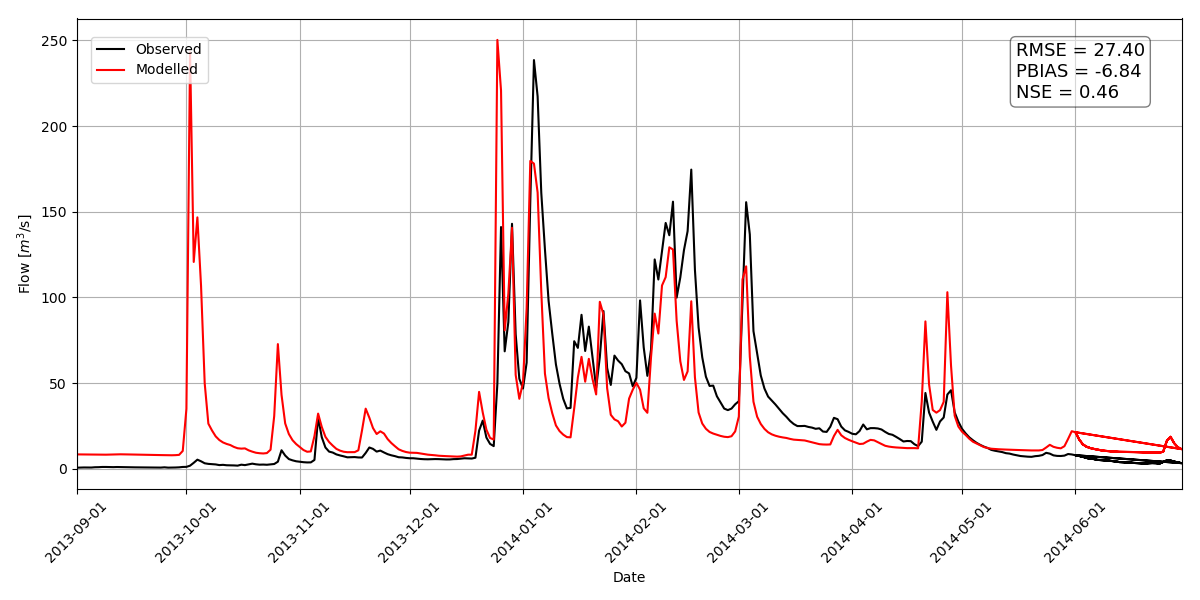 250
200
150
100
50
0
Flow [m³/s]
Observed
Modelled
RMSE = 27.40
PBIAS = -6.84
NSE = 0.46
2013-09-01
2013-10-01
2013-11-01
2013-12-01
2014-01-01
2014-02-01
2014-03-01
2014-04-01
2014-05-01
2014-06-01
Date